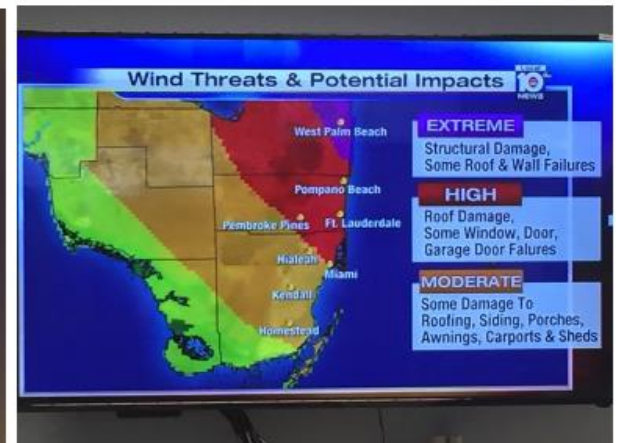 Wind Threats & Potential Impacts
LOCAL
10
NEWS
West Palm Beach
Pompano Beach
Pembroke Pines
Ft. Lauderdale
Hialeah
Miami
Kendall
Homestead
EXTREME
Structural Damage,
Some Roof & Wall Failures
HIGH
Roof Damage,
Some Window, Door,
Garage Door Falures
MODERATE
Some Damage To
Roofing, Siding, Porches,
Awnings, Carports & Sheds